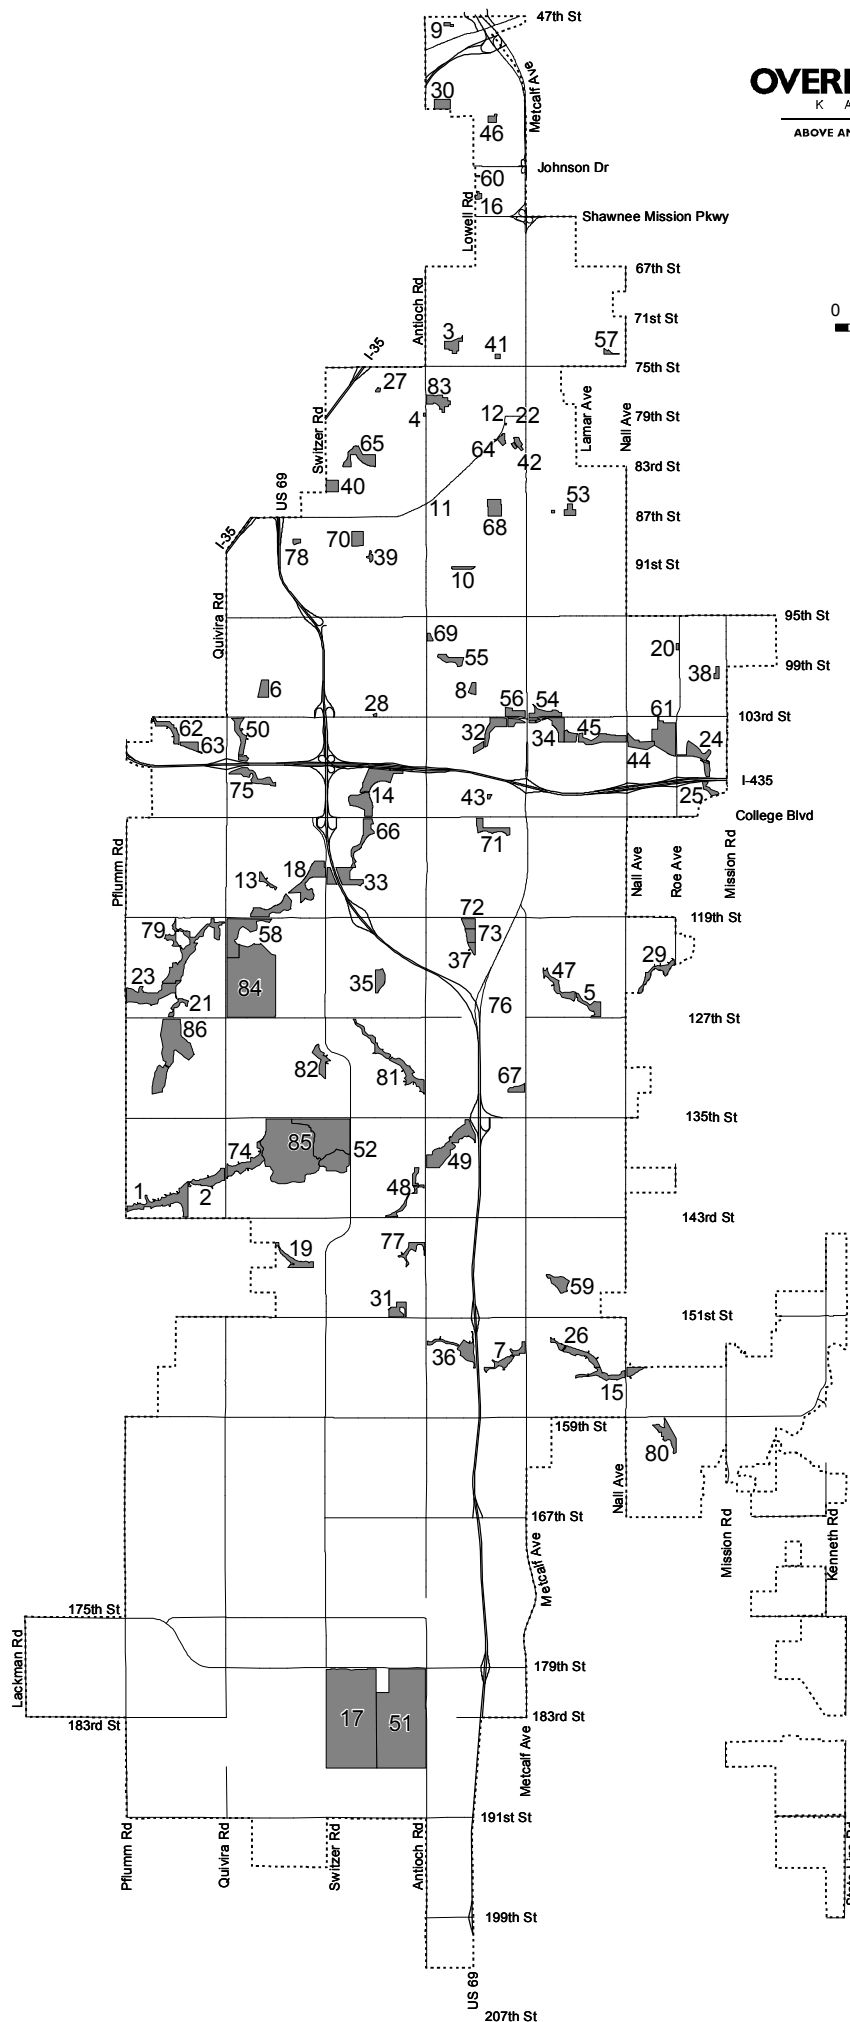 47th St
9
Metcalf Ave
OVERL
K A
ABOVE AN
30
46
Johnson Dr
60
16
Lowell Rd
Shawnee Mission Pkwy
67th St
Antioch Rd
0
71st St
3
41
57
I-35
75th St
27
83
4
12
22
79th St
Lamar Ave
Nall Ave
Switzer Rd
65
64
42
83rd St
US 69
40
11
68
53
87th St
I-35
78
70
39
91st St
10
Quivira Rd
95th St
69
20
55
99th St
38
6
8
28
56
54
61
103rd St
62
63
50
32
34
45
44
24
75
14
43
25
I-435
College Blvd
66
71
Pflumm Rd
Nall Ave
Roe Ave
Mission Rd
13
18
33
72
119th St
79
58
73
37
29
23
84
35
47
5
21
76
127th St
86
82
81
67
135th St
85
74
52
49
1
2
48
143rd St
19
77
59
31
151st St
36
7
26
15
159th St
80
Nall Ave
Mission Rd
Kenneth Rd
167th St
Metcalf Ave
175th St
Lackman Rd
179th St
17
51
183rd St
183rd St
Metcalf Ave
191st St
Pflumm Rd
Quivira Rd
Switzer Rd
Antioch Rd
199th St
US 69
207th St